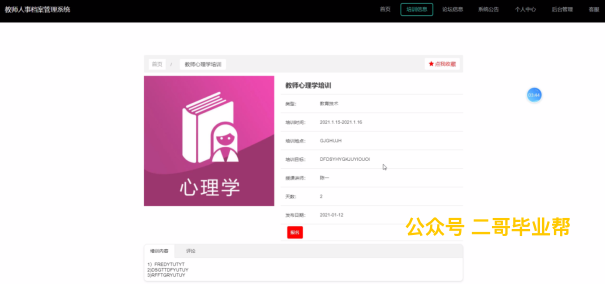 教师人事档案管理系统 首页 培训信息 论坛信息 系统公告 个人中心 后台管理 客服
首页 / 教师心理学培训 ★点我收藏
教师心理学培训
类型: 教育技术
培训时间: 2021.1.15-2021.1.16
培训地点: GJGHLUH
培训目标:
授课讲师: 陈一
天数: 2
发布日期: 2021-01-12
报名
心理学
公众号 二哥毕业帮
培训内容 评论
1) FREDYTUTYT
2)DSGTTDFYUTUY
3)RFFTGRYUTUY